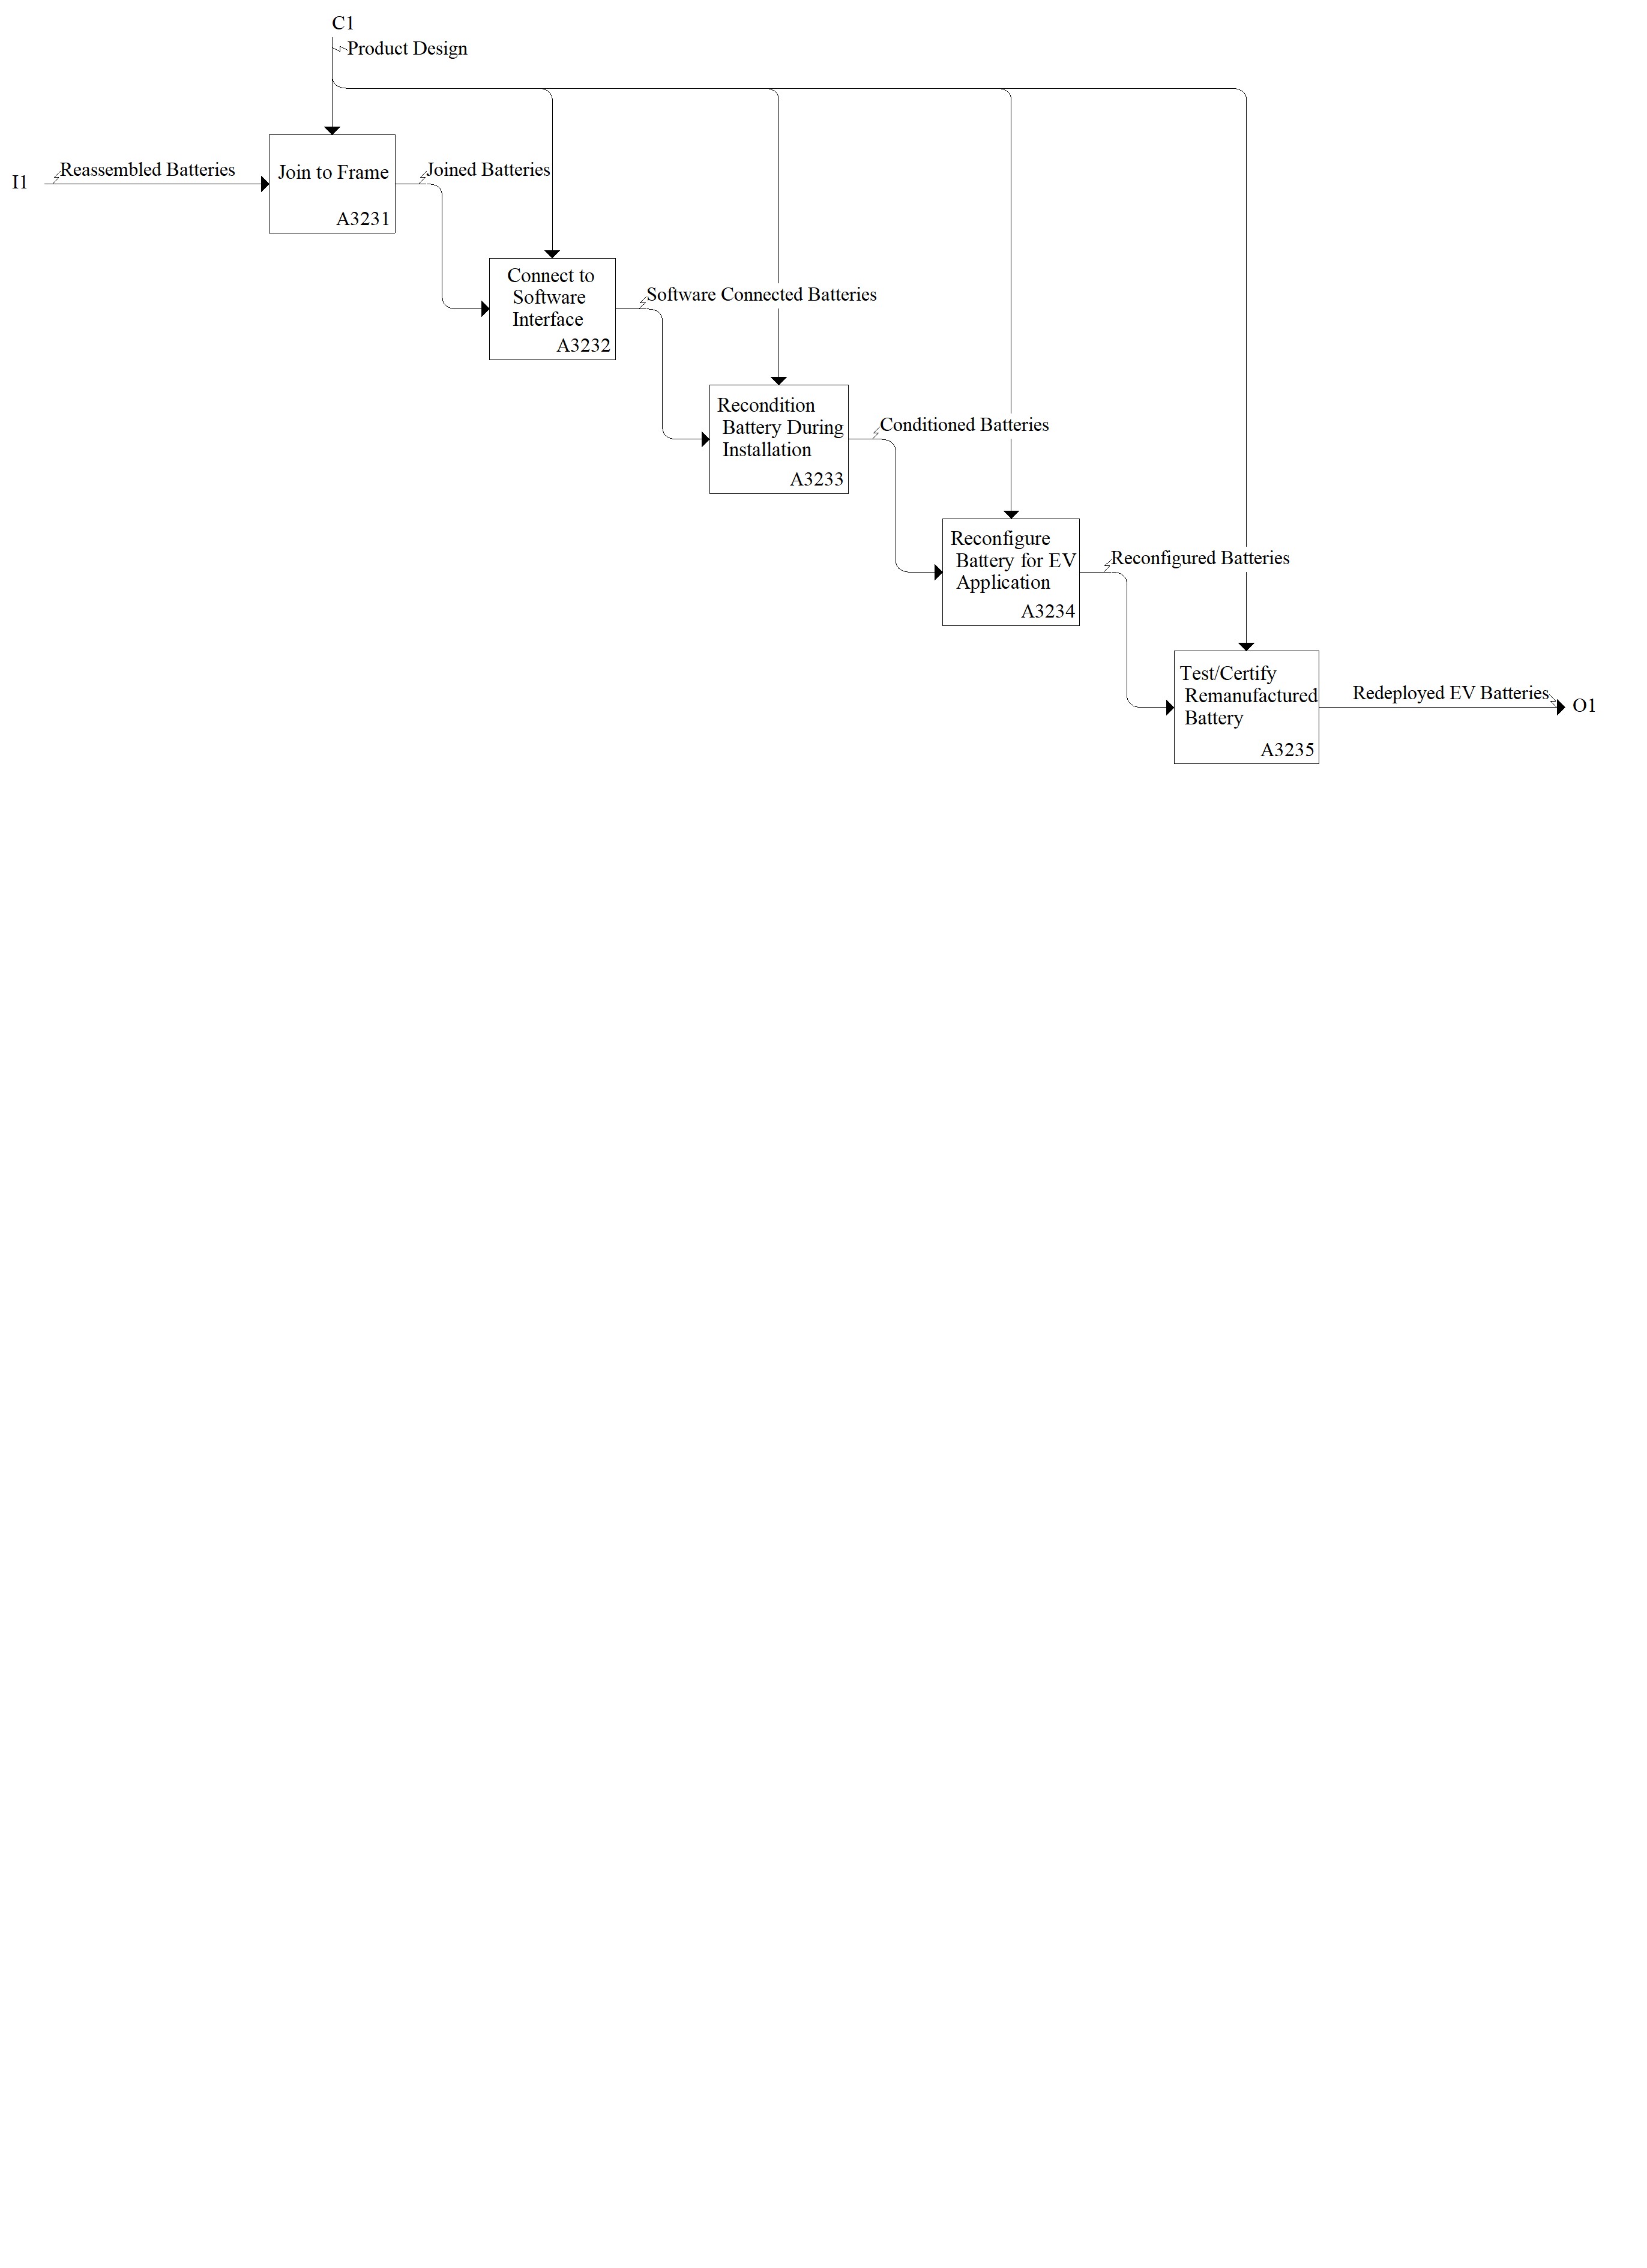 C1
Product Design
I1
Reassembled Batteries
Join to Frame
A3231
Joined Batteries
Connect to
Software
Interface
A3232
Software Connected Batteries
Recondition
Battery During
Installation
A3233
Conditioned Batteries
Reconfigure
Battery for EV
Application
A3234
Reconfigured Batteries
Test/Certify
Remanufactured
Battery
A3235
Redeployed EV Batteries
O1